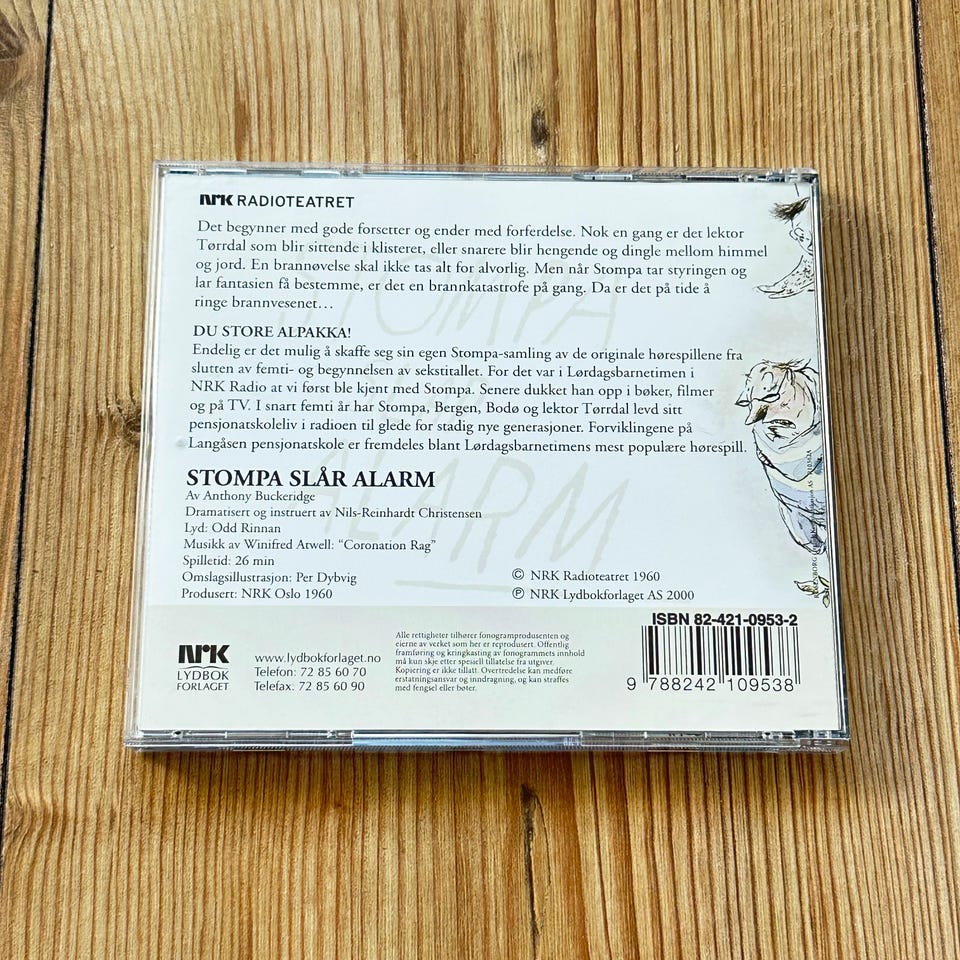 NRK RADIOTEATRET
Det begynner med gode forsetter og ender med forferdelse. Nok en gang er det lektor
Tørrdal som blir sittende i klisteret, eller snarere blir hengende og dingle mellom himmel
og jord. En brannøvelse skal ikke tas alt for alvorlig. Men når Stompa tar styringen og
lar fantasien få bestemme, er det en brannkatastrofe på gang. Da er det på tide å
ringe brannvesenet…
DU STORE ALPAKKA!
Endelig er det mulig å skaffe seg sin egen Stompa-samling av de originale hørespillene fra
slutten av femti- og begynnelsen av sekstitallet. For det var i Lørdagsbarnetimen i
NRK Radio at vi først ble kjent med Stompa. Senere dukket han opp i bøker, filmer
og på TV. I snart femti år har Stompa, Bergen, Bodø og lektor Tørrdal levd sitt
pensjonatskoleliv i radioen til glede for stadig nye generasjoner. Forviklingene på
Langåsen pensjonatskole er fremdeles blant Lørdagsbarnetimens mest populære hørespill.
STOMPA
ALARM
STOMPA SLÅR ALARM
Av Anthony Buckeridge
Dramatisert og instruert av Nils-Reinhardt Christensen
Lyd: Odd Rinnan
Musikk av Winifred Atwell: “Coronation Rag”
Spilletid: 26 min
Omslagsillustrasjon: Per Dybvig
Produsert: NRK Oslo 1960
© NRK Radioteatret 1960
℗ NRK Lydbokforlaget AS 2000
NRK
LYDBOK
FORLAGET
www.lydbokforlaget.no
Telefon: 72 85 60 70
Telefax: 72 85 60 90
Alle rettigheter tilhører fonogramprodusenten og
eierne av verket som her er reprodusert. Offentlig
framføring og kringkasting av fonogrammets innhold
må kun skje etter spesiell tillatelse fra utgiver.
Kopiering er ikke tillatt. Overtredelse kan medføre
erstatningsansvar og inndragning, og kan straffes
med fengsel eller bøter.
ISBN 82-421-0953-2
9 788242 109538